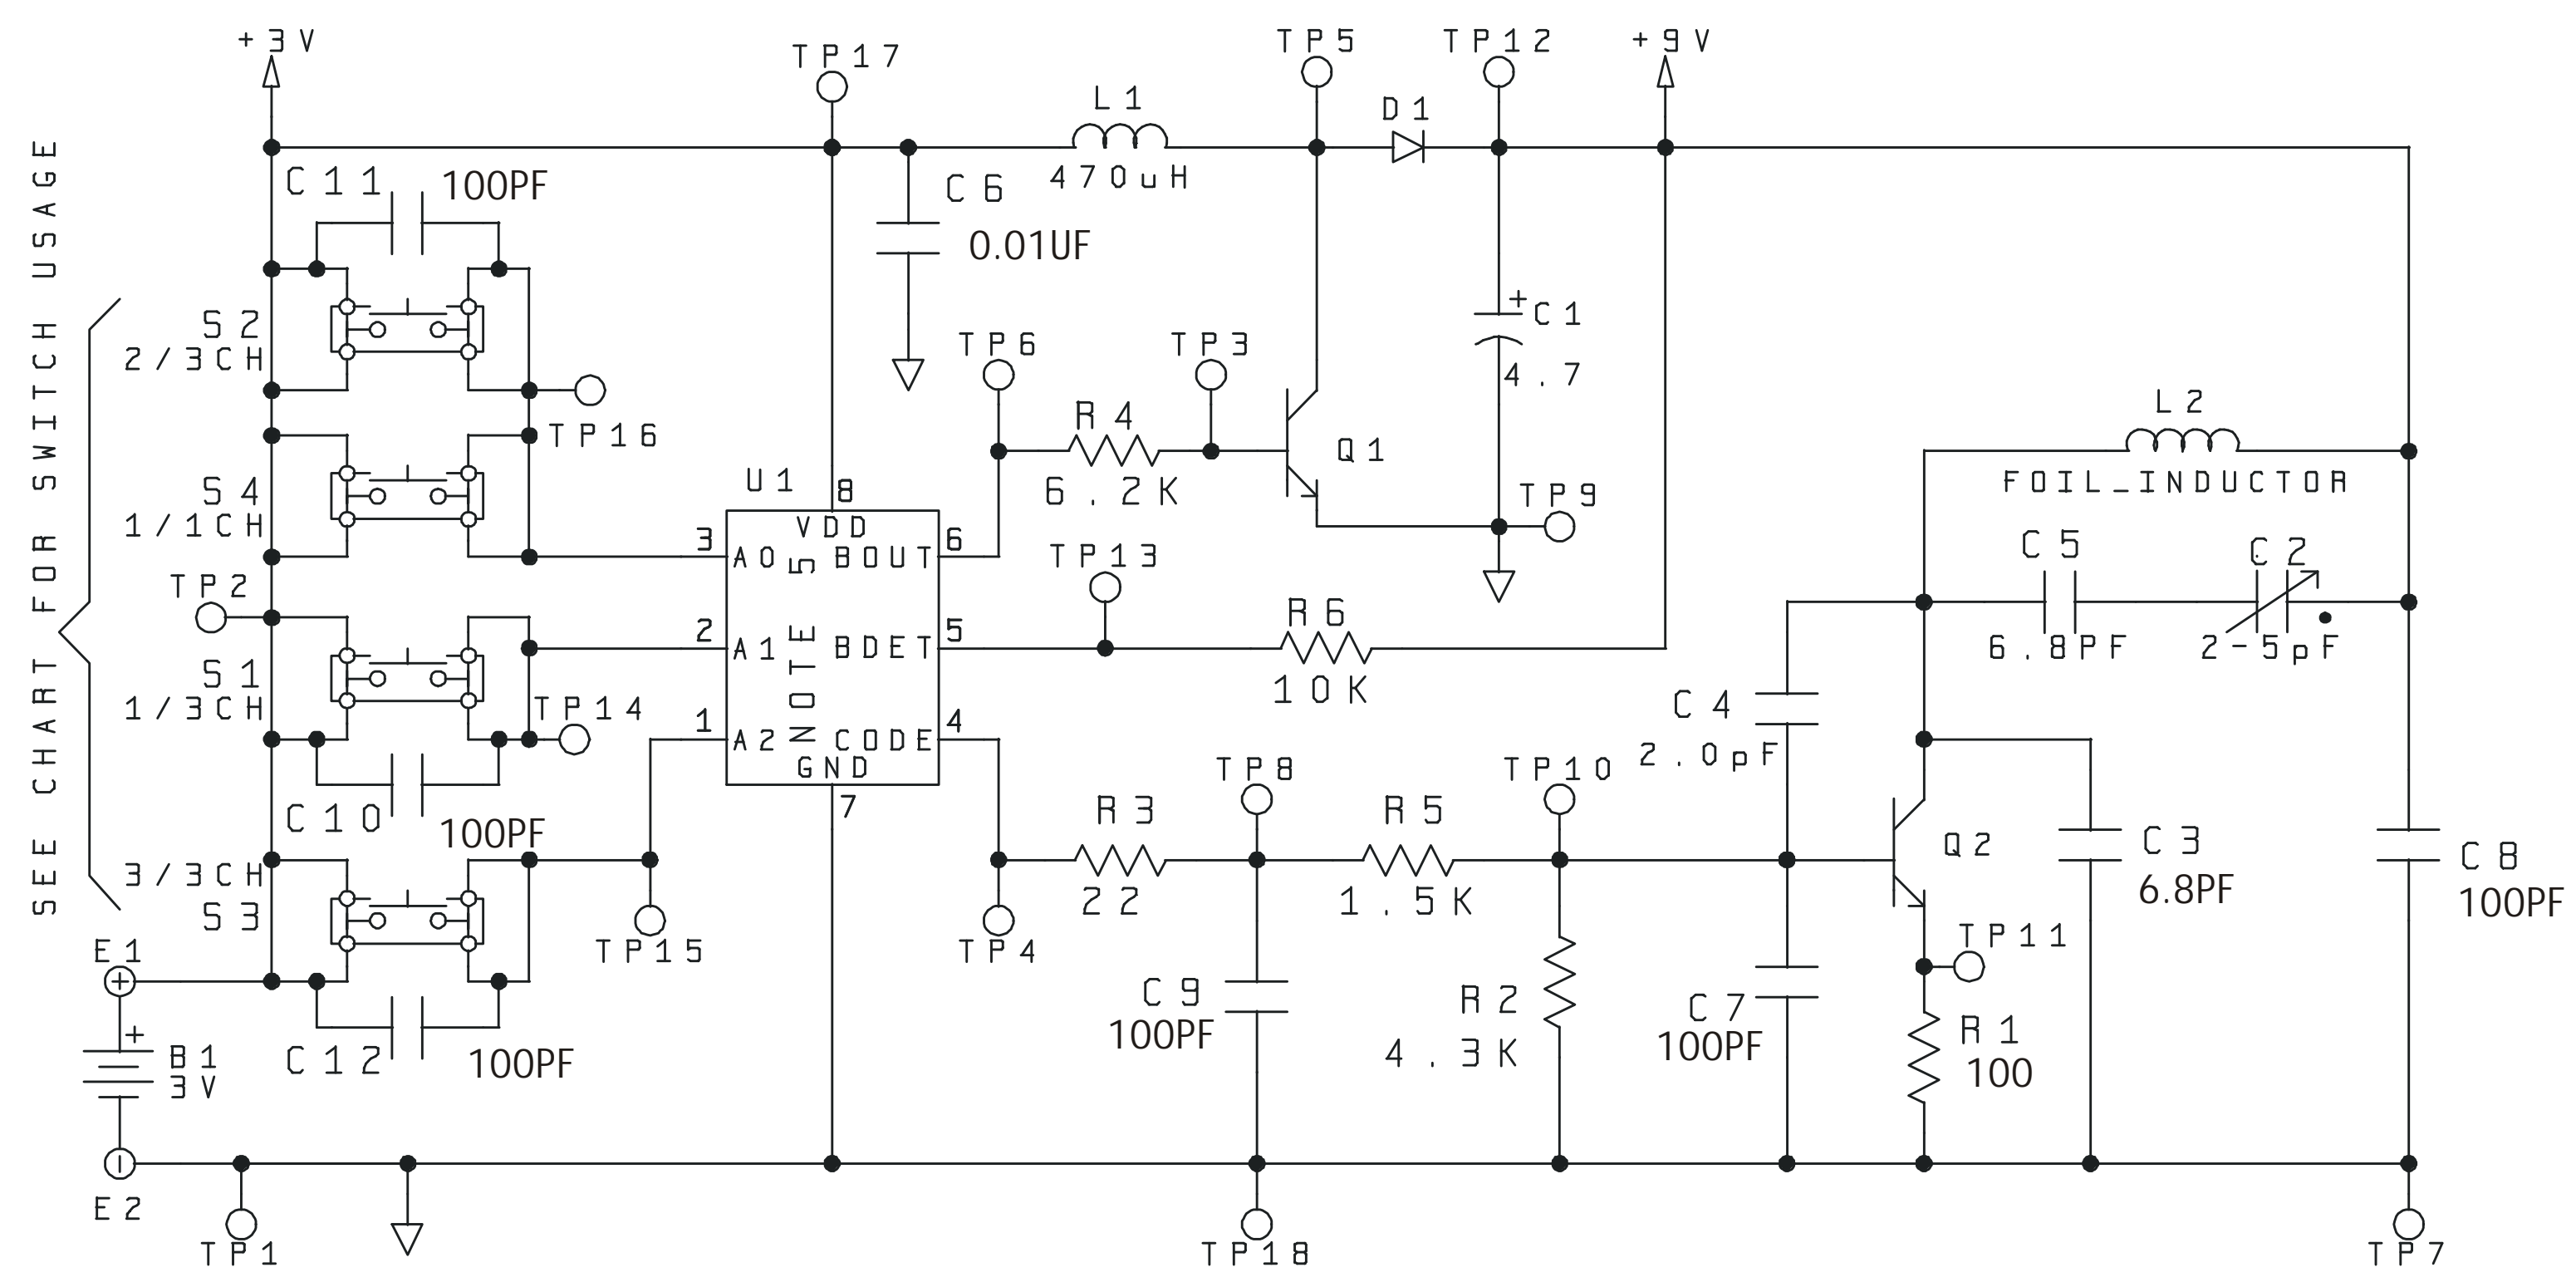 +3V
TP17
TP5
TP12
+9V
L1
D1
470uH
C11
100PF
C6
0.01UF
SEE CHART FOR SWITCH USAGE
S2
2/3CH
TP16
TP6
TP3
+
C1
4.7
R4
6.2K
Q1
TP9
L2
FOIL_INDUCTOR
S4
1/1CH
U1
8
VDD
3
A0
BOUT
6
NOTE 5
TP13
TP2
2
A1
BDET
5
R6
10K
C5
6.8PF
C2
2-5pF
S1
1/3CH
TP14
1
A2
CODE
4
GND
7
C4
2.0pF
C10
100PF
TP8
TP10
R3
22
R5
1.5K
Q2
C3
6.8PF
C8
100PF
3/3CH
S3
TP15
TP4
TP11
E1
+
+
B1
3V
C12
100PF
C9
100PF
R2
4.3K
C7
100PF
R1
100
E2
TP1
TP18
TP7